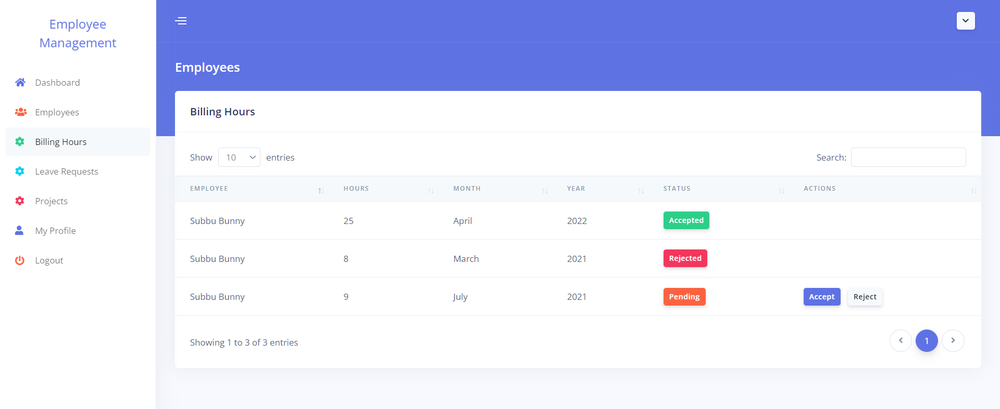 Employee
Management
Dashboard
Employees
Billing Hours
Leave Requests
Projects
My Profile
Logout
Employees
Billing Hours
Show 10 entries
Search:
EMPLOYEE HOURS MONTH YEAR STATUS ACTIONS
Subbu Bunny 25 April 2022 Accepted
Subbu Bunny 8 March 2021 Rejected
Subbu Bunny 9 July 2021 Pending Accept Reject
Showing 1 to 3 of 3 entries
1